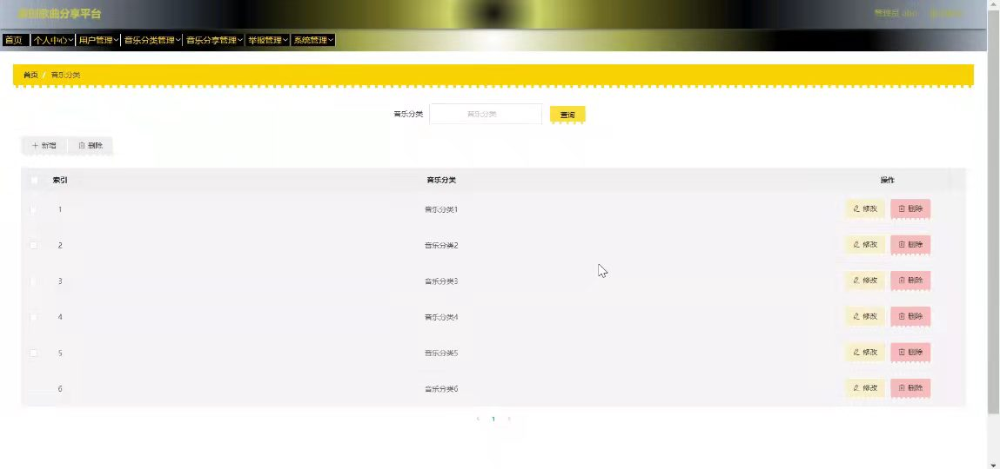 原创歌曲分享平台
管理员 abo
首页 个人中心 用户管理 音乐分类管理 音乐分享管理 举报管理 系统管理
首页 / 音乐分类
音乐分类 音乐分类 查询
新增 删除
索引 音乐分类 操作
1 音乐分类1 修改 删除
2 音乐分类2 修改 删除
3 音乐分类3 修改 删除
4 音乐分类4 修改 删除
5 音乐分类5 修改 删除
6 音乐分类6 修改 删除
1